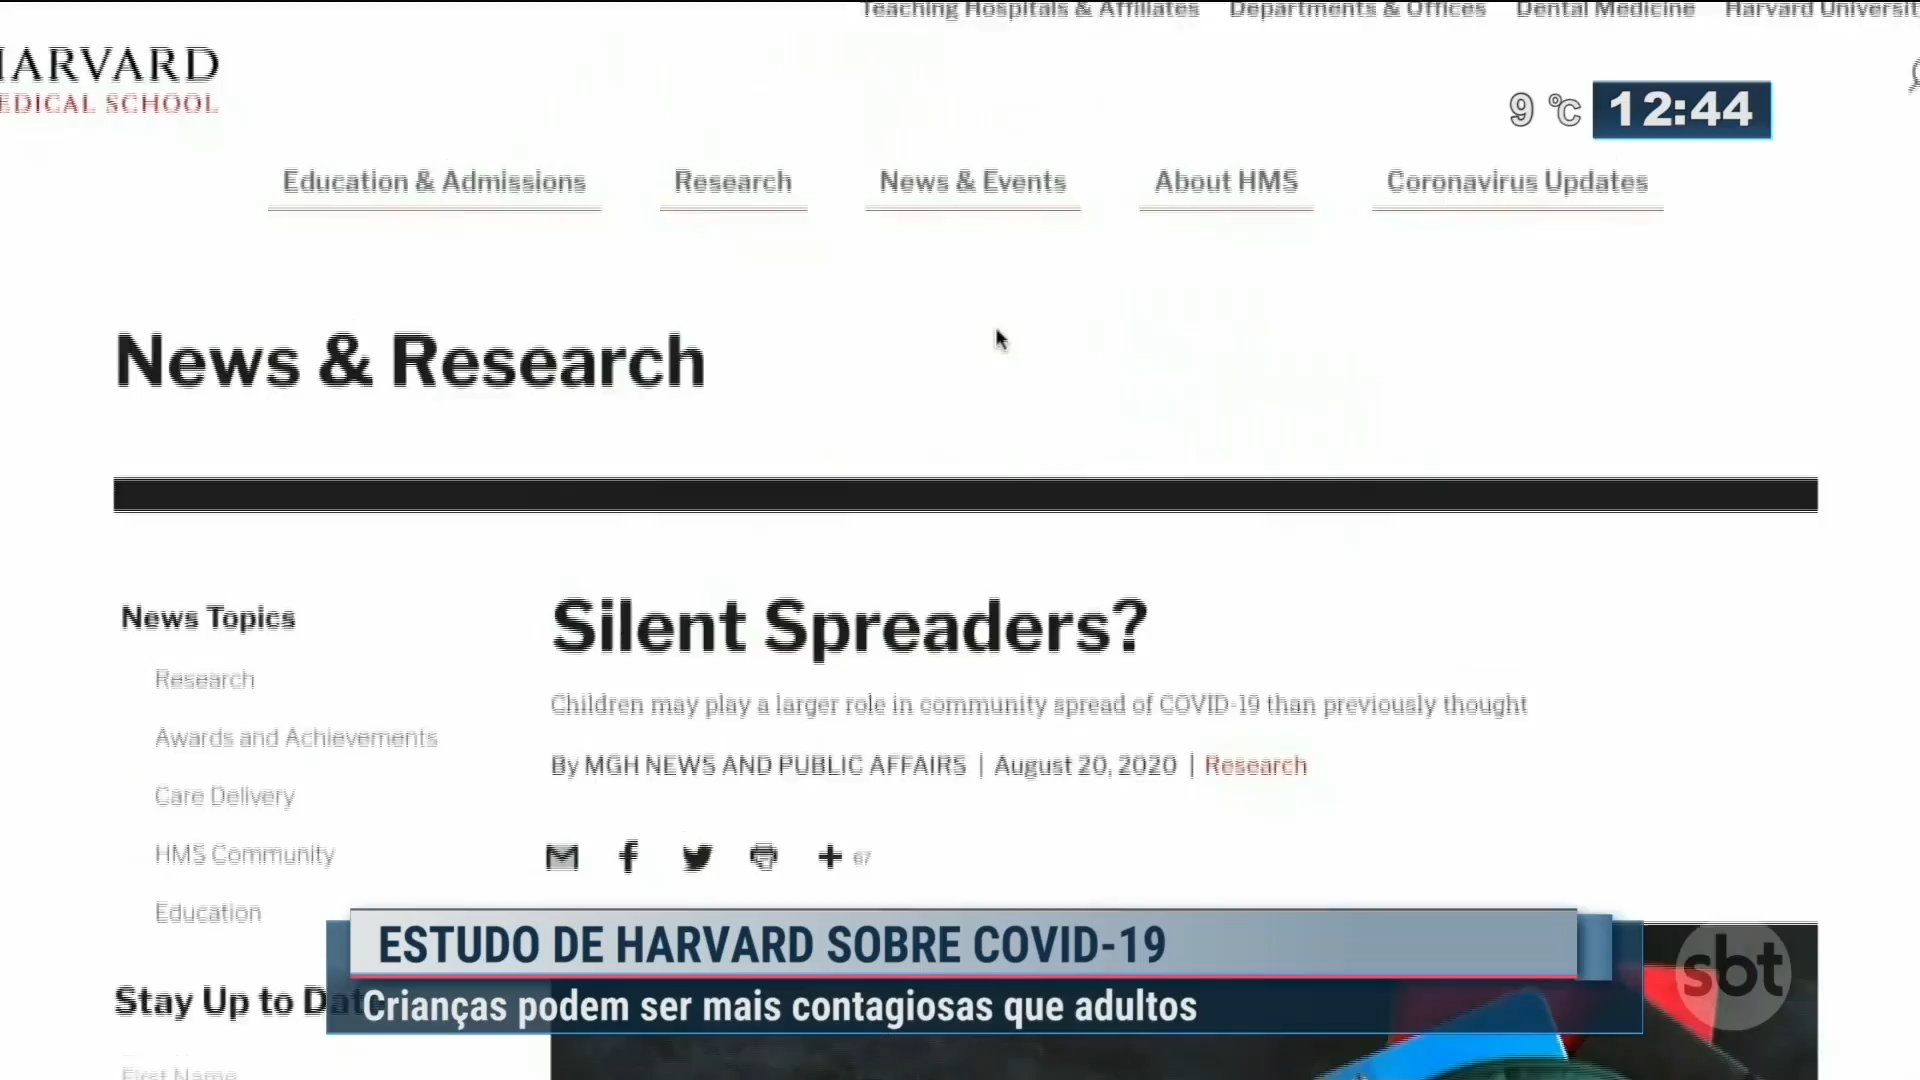 Teaching Hospitals & Affiliates Departments & Offices Dental Medicine Harvard
HARVARD
MEDICAL SCHOOL
9 °C 12:44
Education & Admissions Research News & Events About HMS Coronavirus Updates
News & Research
News Topics
Research
Awards and Achievements
Care Delivery
HMS Community
Education
Stay Up to Dat
First Name
Silent Spreaders?
Children may play a larger role in community spread of COVID-19 than previously thought
By MGH NEWS AND PUBLIC AFFAIRS | August 20, 2020 | Research
67
ESTUDO DE HARVARD SOBRE COVID-19
Crianças podem ser mais contagiosas que adultos
sbt